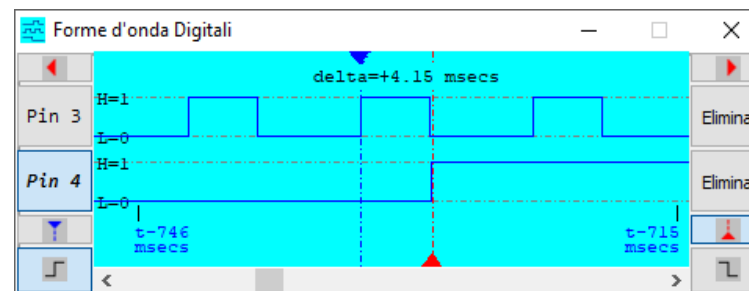 Forme d'onda Digitali
delta=+4.15 msecs
Pin 3
H=1
L=0
Elimina
Pin 4
H=1
L=0
Elimina
t-746
msecs
t-715
msecs